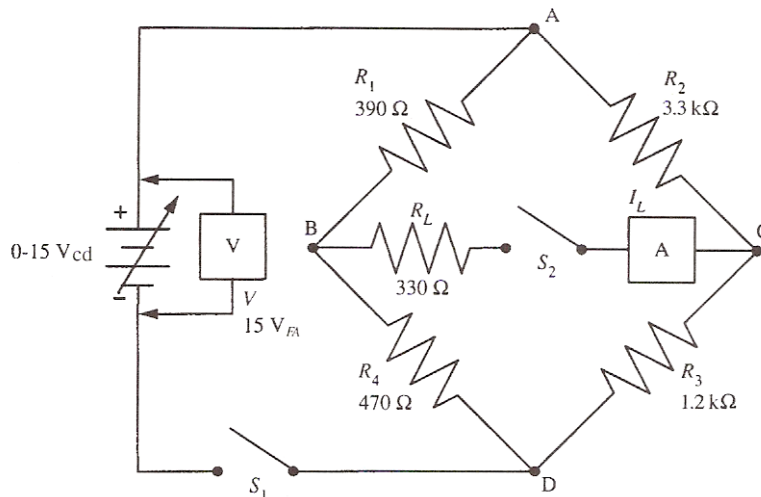 A
R1
390 Ω
R2
3.3 kΩ
+
0-15 Vcd
-
V
V
15 VFA
B
RL
330 Ω
S2
IL
A
C
R4
470 Ω
R3
1.2 kΩ
S1
D